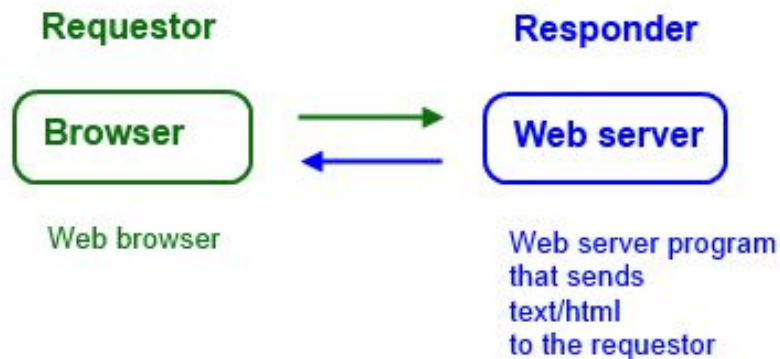 Requestor
Responder
Browser
Web server
Web browser
Web server program
that sends
text/html
to the requestor